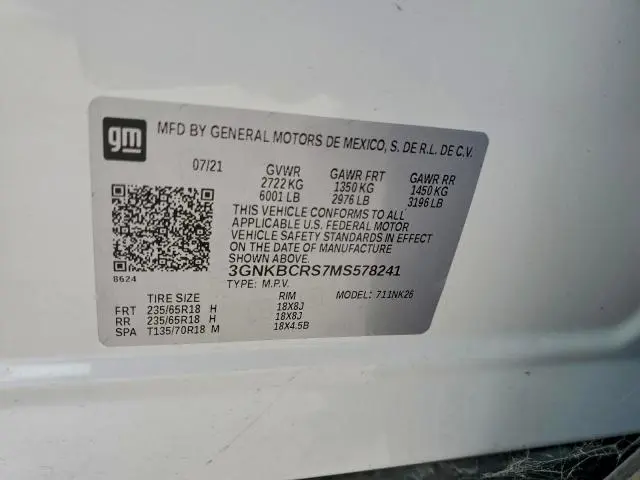 gm
MFD BY GENERAL MOTORS DE MEXICO, S. DE R.L. DE C.V.
07/21 GVWR GAWR FRT GAWR RR
2722 KG 1350 KG 1450 KG
6001 LB 2976 LB 3196 LB
THIS VEHICLE CONFORMS TO ALL
APPLICABLE U.S. FEDERAL MOTOR
VEHICLE SAFETY STANDARDS IN EFFECT
ON THE DATE OF MANUFACTURE
SHOWN ABOVE.
8624
3GNKBCRS7MS578241
TYPE: M.P.V. MODEL: 711NK26
TIRE SIZE RIM
FRT 235/65R18 H 18X8J
RR 235/65R18 H 18X8J
SPA T135/70R18 M 18X4.5B